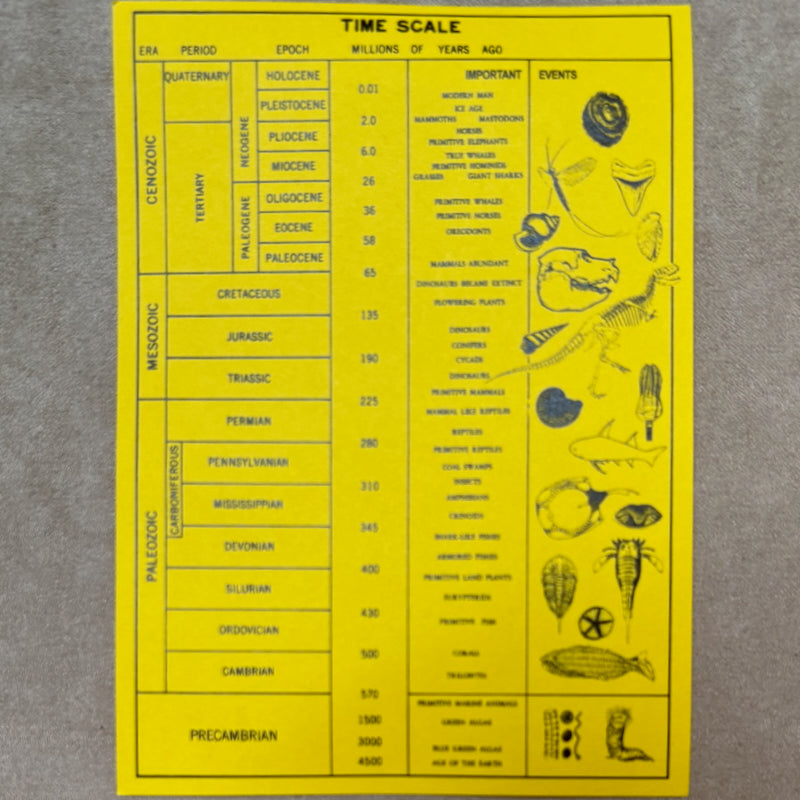 TIME SCALE
ERA PERIOD EPOCH MILLIONS OF YEARS AGO
QUATERNARY HOLOCENE IMPORTANT EVENTS
0.01
MODERN MAN
PLEISTOCENE ICE AGE
MAMMOTHS MASTODONS
2.0
HORSES
PLIOCENE PRIMITIVE ELEPHANTS
6.0
TRUE WHALES
MIOCENE PRIMITIVE HOMINIDS
GRASSES GIANT SHARKS
26
NEOGENE
CENOZOIC
TERTIARY
OLIGOCENE PRIMITIVE WHALES
36
PRIMITIVE HORSES
EOCENE OREODONTS
58
PALEOGENE
PALEOCENE MAMMALS ABUNDANT
65
DINOSAURS BECAME EXTINCT
CRETACEOUS FLOWERING PLANTS
135
MESOZOIC
DINOSAURS
JURASSIC CONIFERS
190
CYCADS
TRIASSIC DINOSAURS
PRIMITIVE MAMMALS
225
MAMMAL LIKE REPTILES
PERMIAN REPTILES
280
PRIMITIVE REPTILES
PENNSYLVANIAN COAL SWAMPS
INSECTS
310
CARBONIFEROUS
AMPHIBIANS
MISSISSIPPIAN CRINOIDS
345
SHARK-LIKE FISHES
DEVONIAN ARMORED FISHES
400
PALEOZOIC
PRIMITIVE LAND PLANTS
SILURIAN EURYPTERIDS
430
ORDOVICIAN PRIMITIVE FISH
500
CORALS
CAMBRIAN TRILOBITES
570
PRIMITIVE MARINE ANIMALS
1500 GREEN ALGAE
PRECAMBRIAN
3000 BLUE GREEN ALGAE
4500 AGE OF THE EARTH